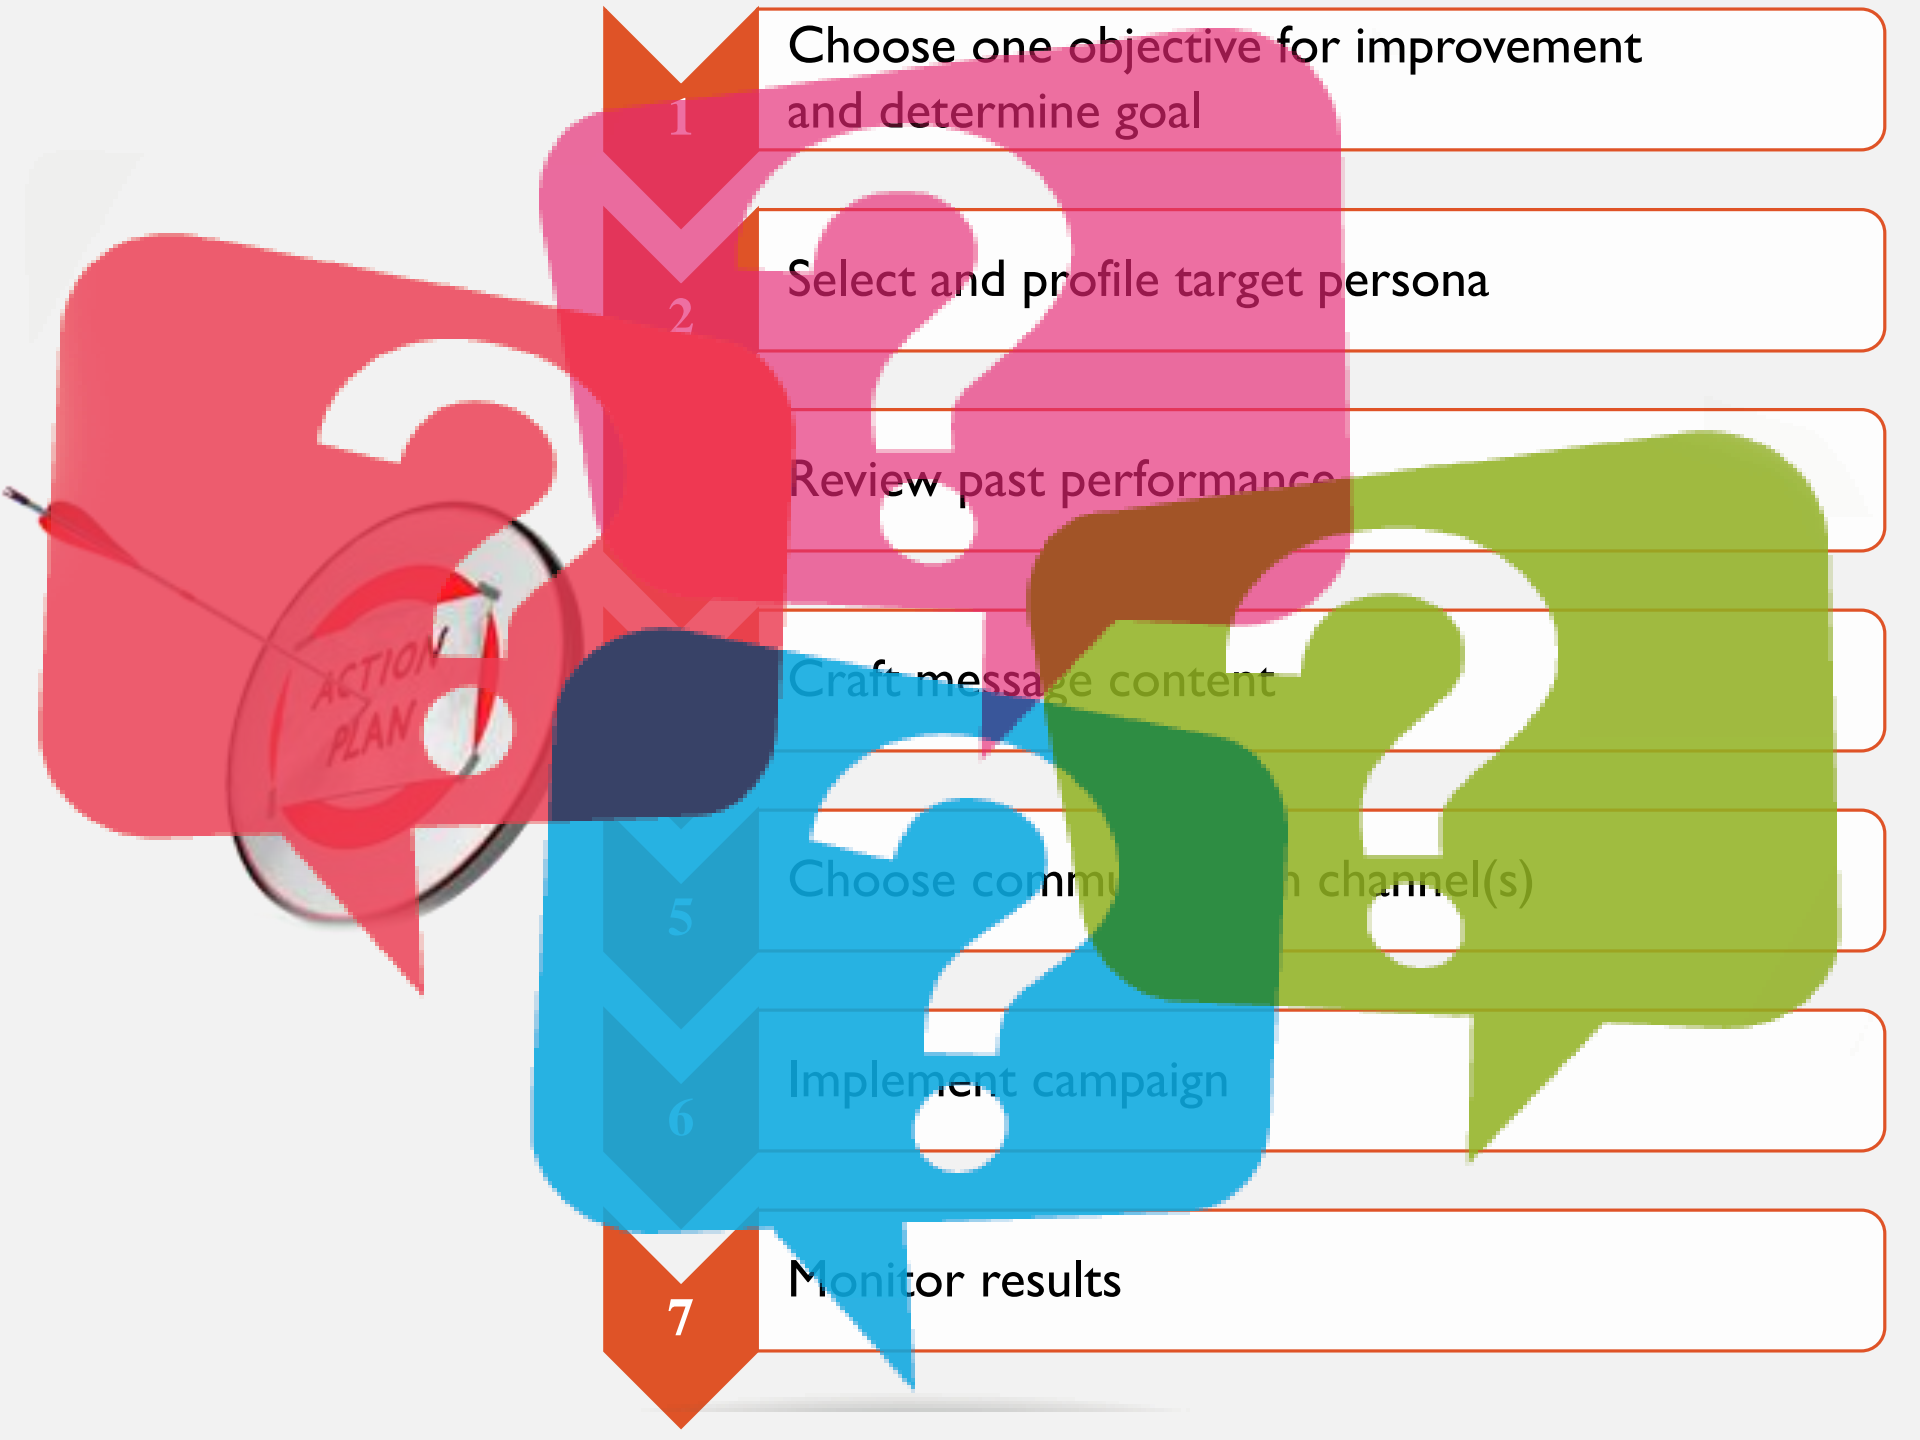 1
Choose one objective for improvement
and determine goal
2
Select and profile target persona
Review past performance
ACTION
PLAN
Craft message content
5
Choose channel(s)
6
Implement campaign
7
Monitor results
? ? ? ?